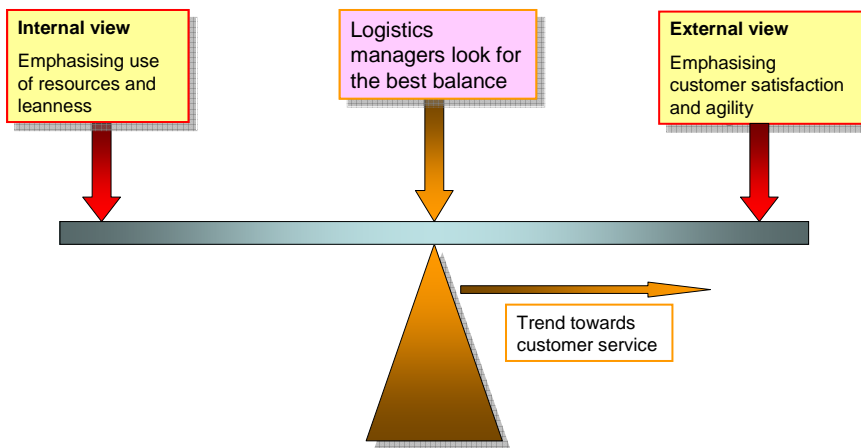 Internal view
Emphasising use
of resources and
leanness
Logistics
managers look for
the best balance
External view
Emphasising
customer satisfaction
and agility
Trend towards
customer service